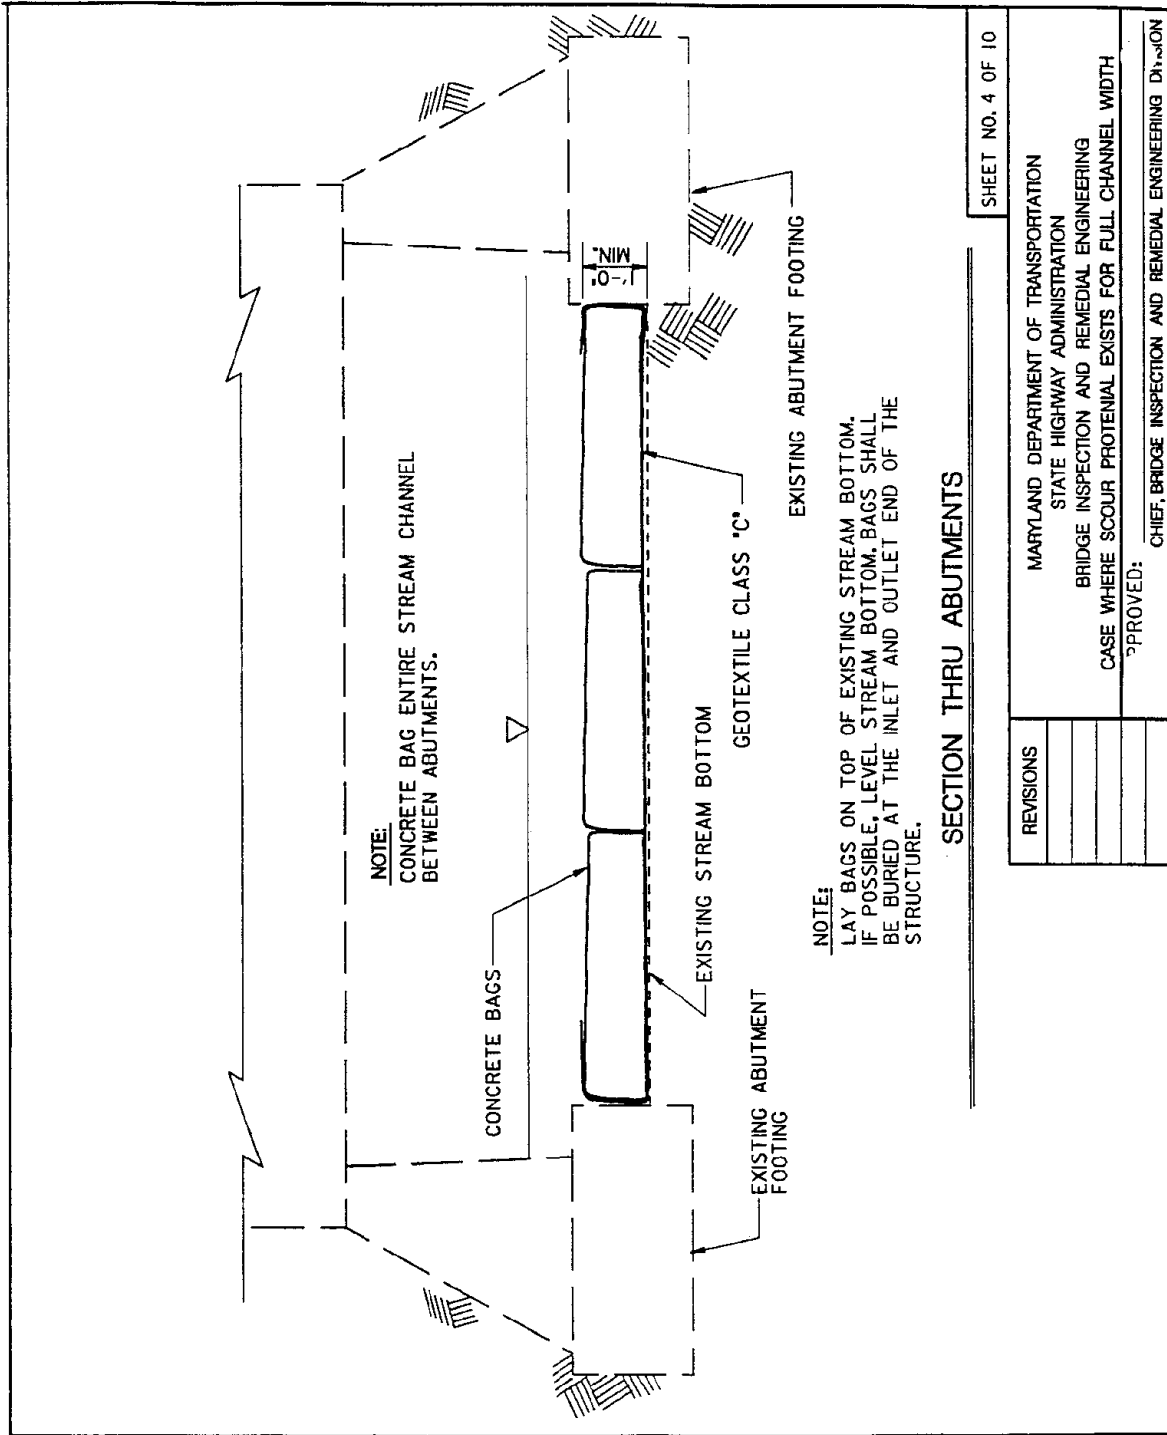 NOTE:
CONCRETE BAG ENTIRE STREAM CHANNEL
BETWEEN ABUTMENTS.
CONCRETE BAGS
1'-0"
MIN.
EXISTING STREAM BOTTOM
GEOTEXTILE CLASS "C"
EXISTING ABUTMENT
FOOTING
EXISTING ABUTMENT FOOTING
NOTE:
LAY BAGS ON TOP OF EXISTING STREAM BOTTOM.
IF POSSIBLE, LEVEL STREAM BOTTOM. BAGS SHALL
BE BURIED AT THE INLET AND OUTLET END OF THE
STRUCTURE.
SECTION THRU ABUTMENTS
SHEET NO. 4 OF 10
REVISIONS
MARYLAND DEPARTMENT OF TRANSPORTATION
STATE HIGHWAY ADMINISTRATION
BRIDGE INSPECTION AND REMEDIAL ENGINEERING
CASE WHERE SCOUR PROTENIAL EXISTS FOR FULL CHANNEL WIDTH
PPROVED:
CHIEF, BRIDGE INSPECTION AND REMEDIAL ENGINEERING DIVISION